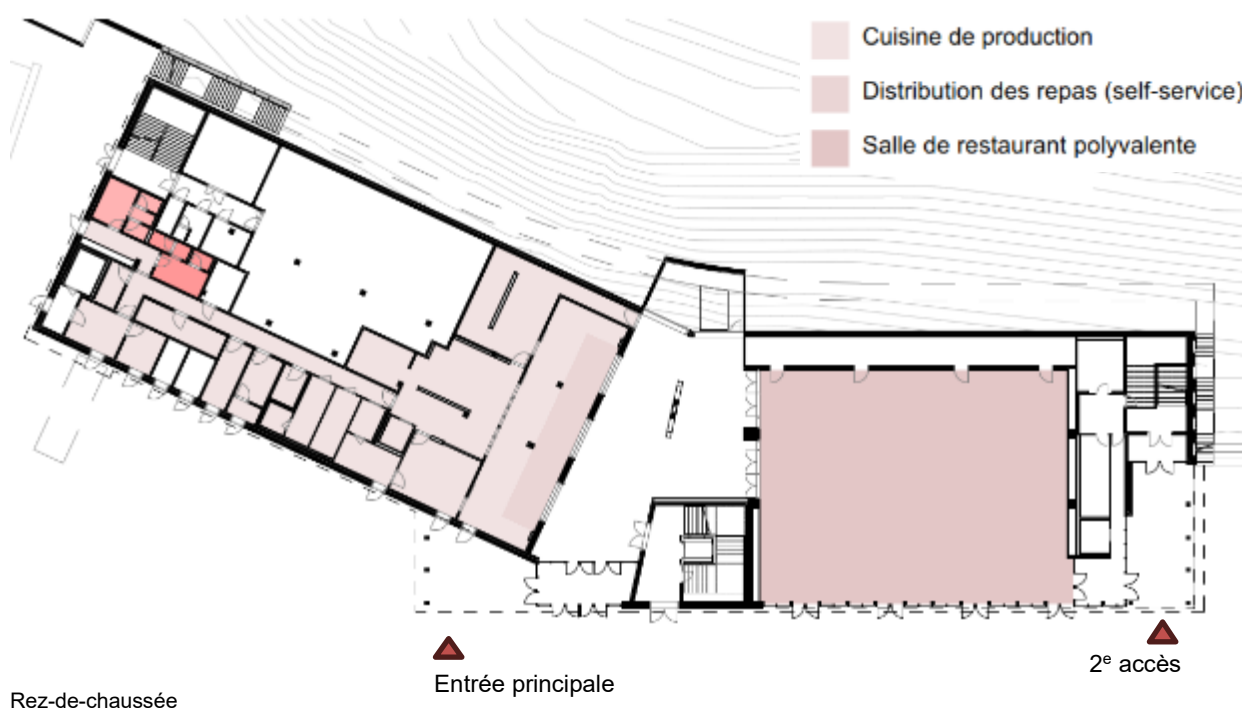 Cuisine de production
Distribution des repas (self-service)
Salle de restaurant polyvalente
2e accès
Entrée principale
Rez-de-chaussée